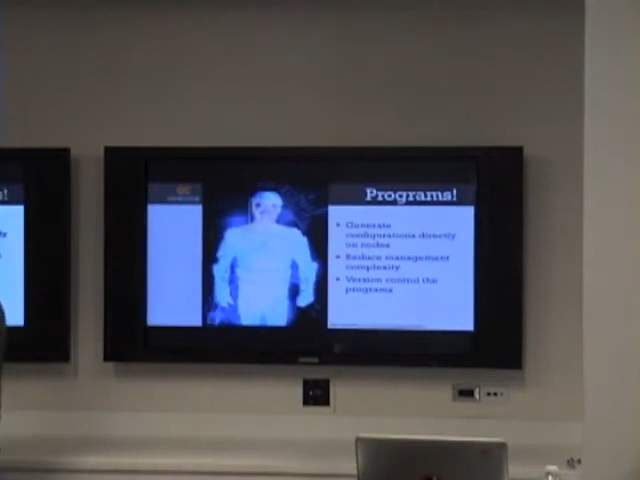 Programs!
• Generate
configurations directly
on nodes
• Reduce management
complexity
• Version control the
programs